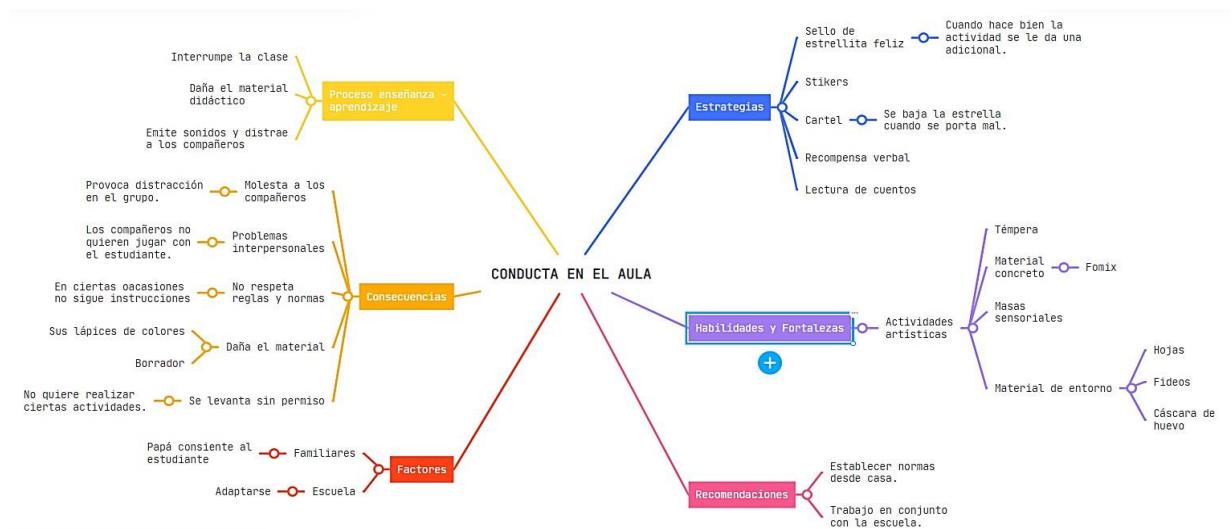 CONDUCTA EN EL AULA
Proceso enseñanza –
aprendizaje
Interrumpe la clase
Daña el material
didáctico
Emite sonidos y distrae
a los compañeros
Consecuencias
Molesta a los
compañeros
Provoca distracción
en el grupo.
Problemas
interpersonales
Los compañeros no
quieren jugar con
el estudiante.
No respeta
reglas y normas
En ciertas oacasiones
no sigue instrucciones
Daña el material
Sus lápices de colores
Borrador
Se levanta sin permiso
No quiere realizar
ciertas actividades.
Factores
Familiares
Papá consiente al
estudiante
Escuela
Adaptarse
Estrategias
Sello de
estrellita feliz
Cuando hace bien la
actividad se le da una
adicional.
Stikers
Cartel
Se baja la estrella
cuando se porta mal.
Recompensa verbal
Lectura de cuentos
Habilidades y Fortalezas
Actividades
artísticas
Témpera
Material
concreto
Fomix
Masas
sensoriales
Material de entorno
Hojas
Fideos
Cáscara de
huevo
Recomendaciones
Establecer normas
desde casa.
Trabajo en conjunto
con la escuela.